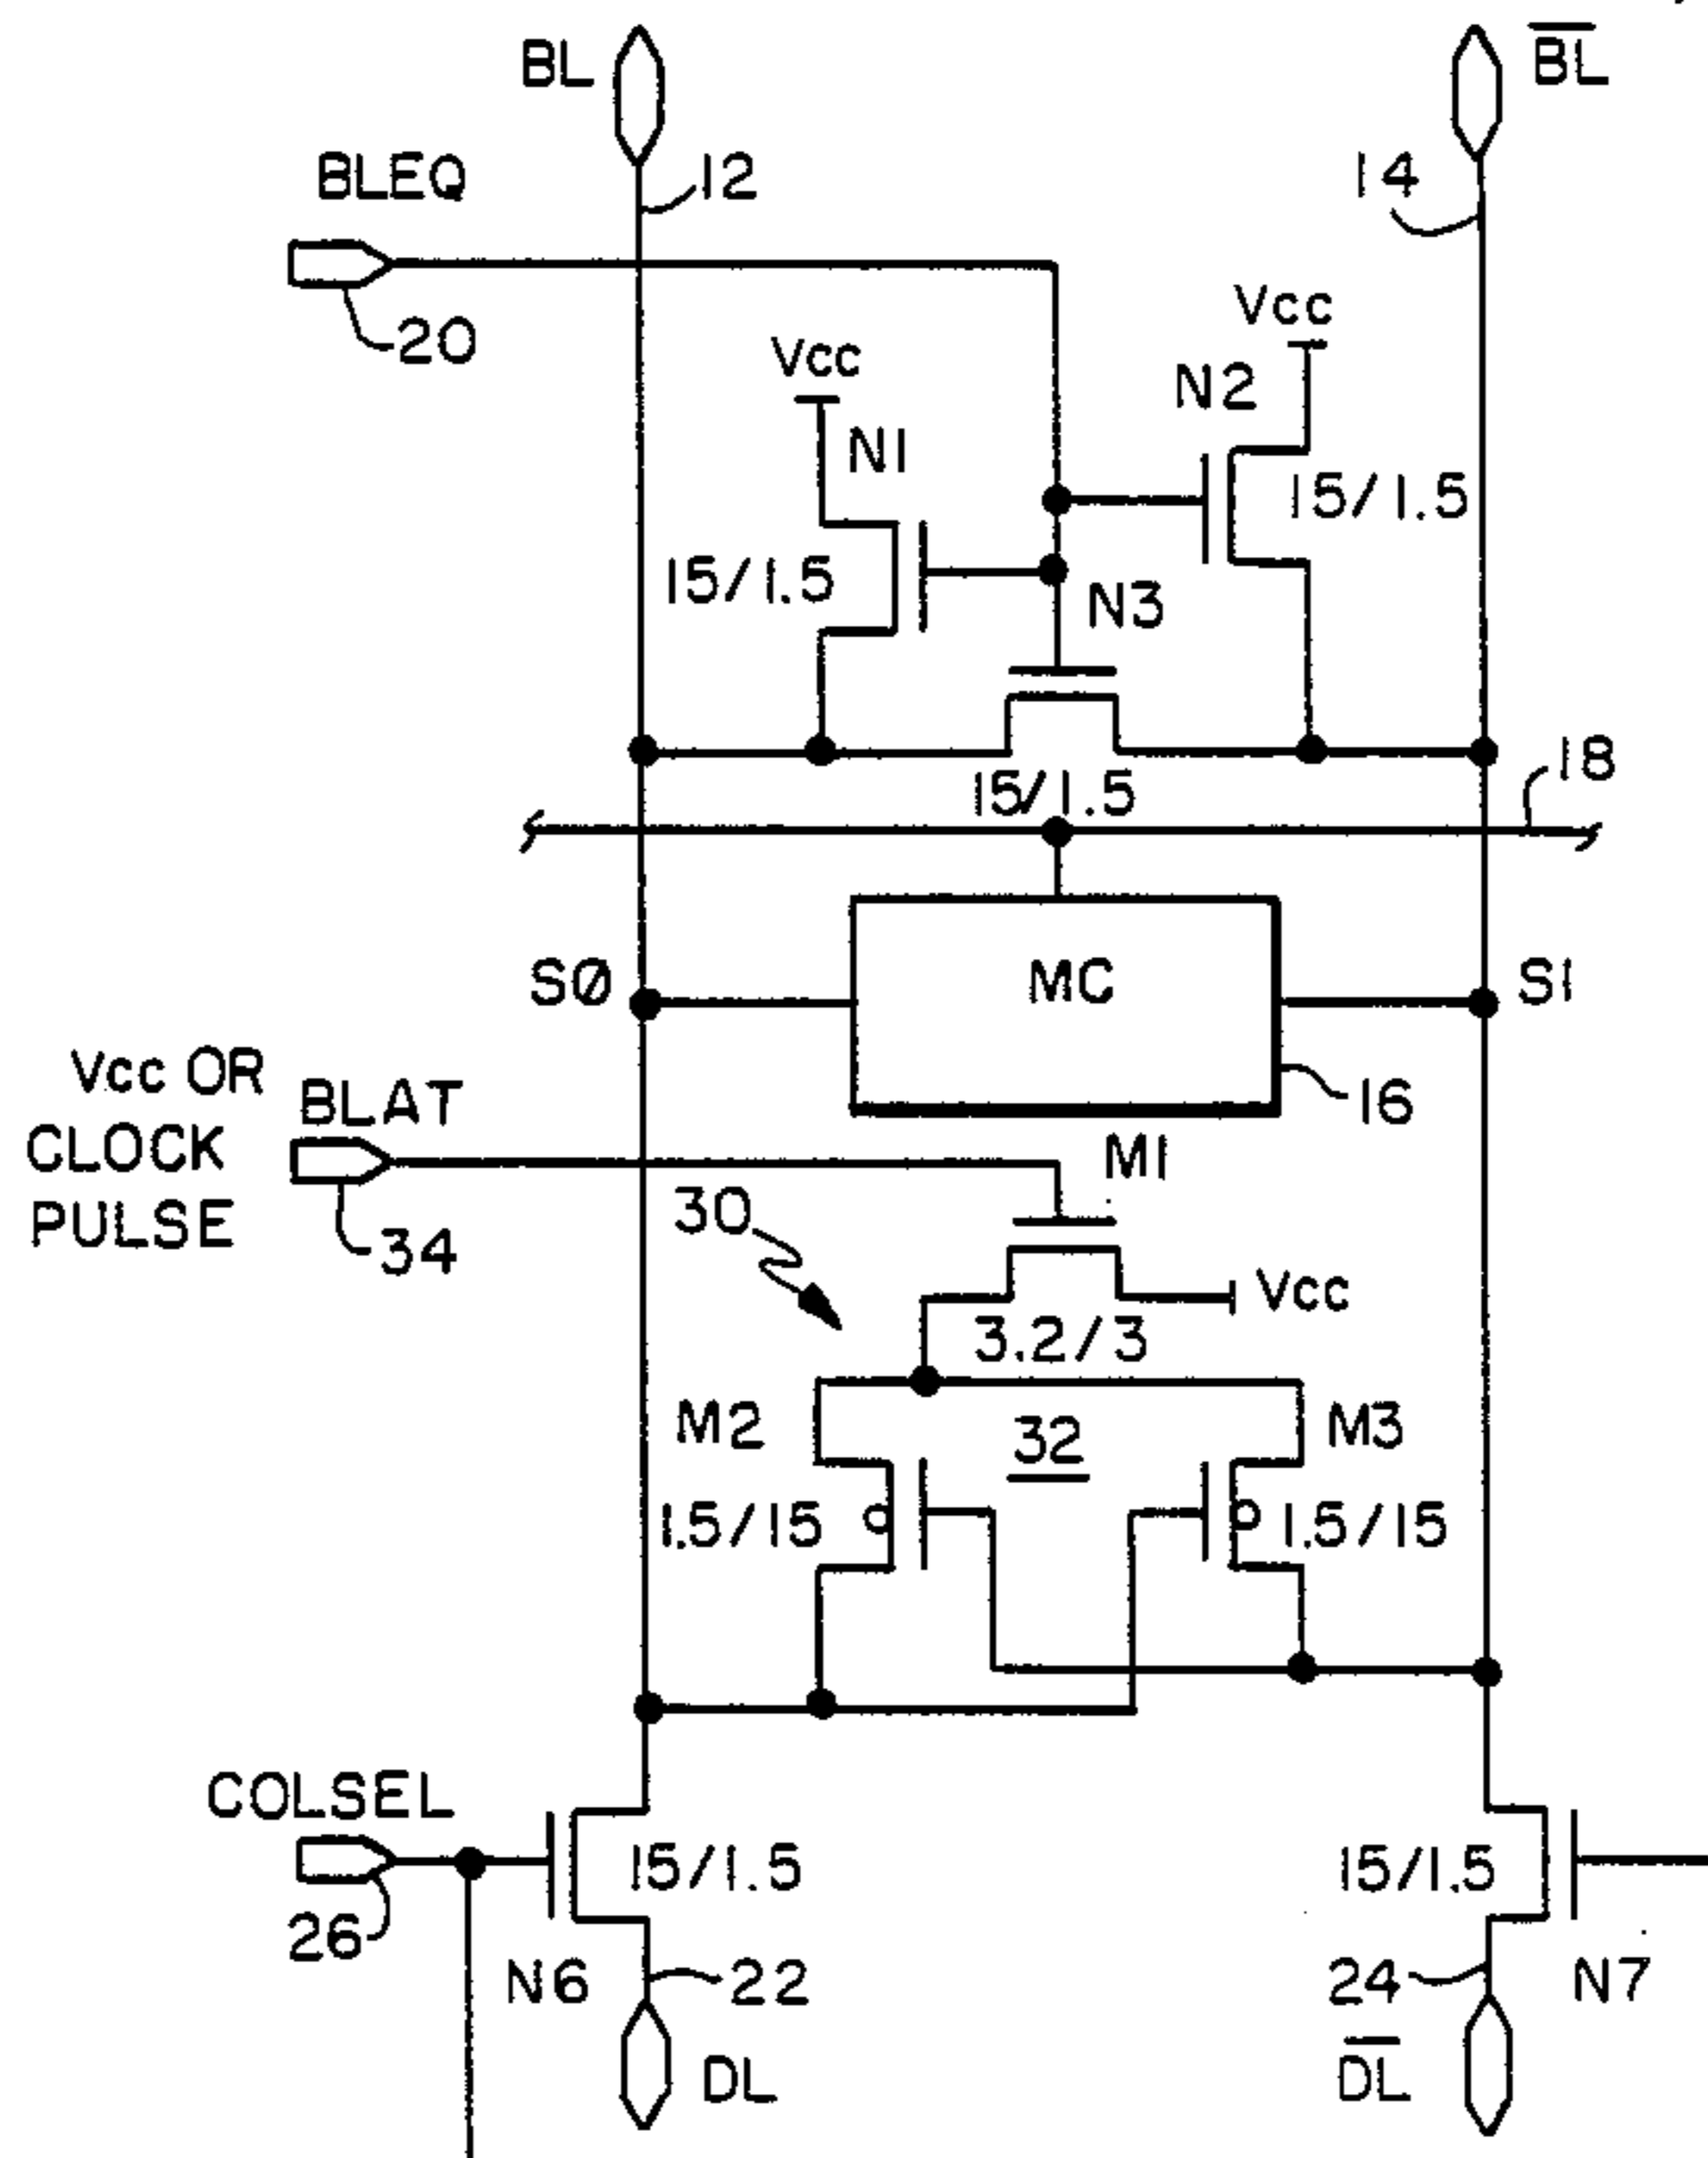 BL
B̅L̅
BLEQ
12
14
20
Vcc
Vcc
N1
N2
15/1.5
15/1.5
N3
15/1.5
18
SØ
MC
S1
Vcc OR
CLOCK
PULSE
BLAT
34
16
M1
30
Vcc
3.2/3
M2
32
M3
1.5/15
1.5/15
COLSEL
26
15/1.5
15/1.5
N6
22
24
N7
DL
D̅L̅